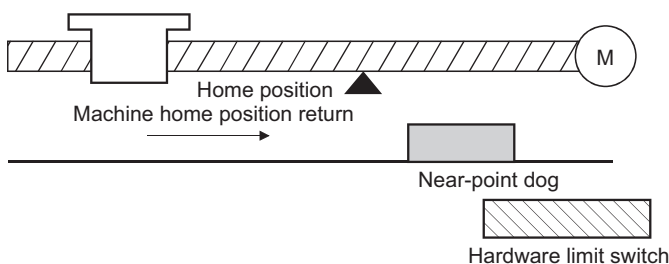 M
Home position
Machine home position return
Near-point dog
Hardware limit switch